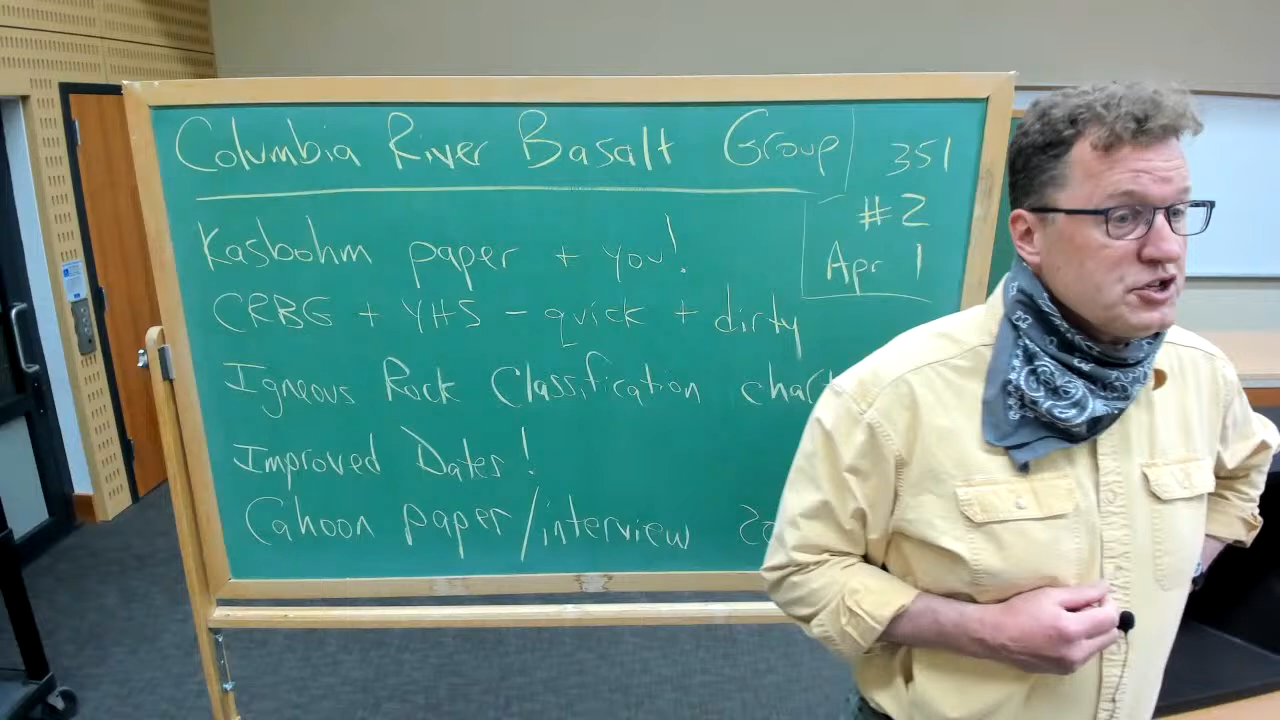 Columbia River Basalt Group
351
#2
Apr 1
Kasbohm paper + you!
CRBG + YHS - quick + dirty
Igneous Rock Classfication
Improved Dates!
Cahoon paper/interview